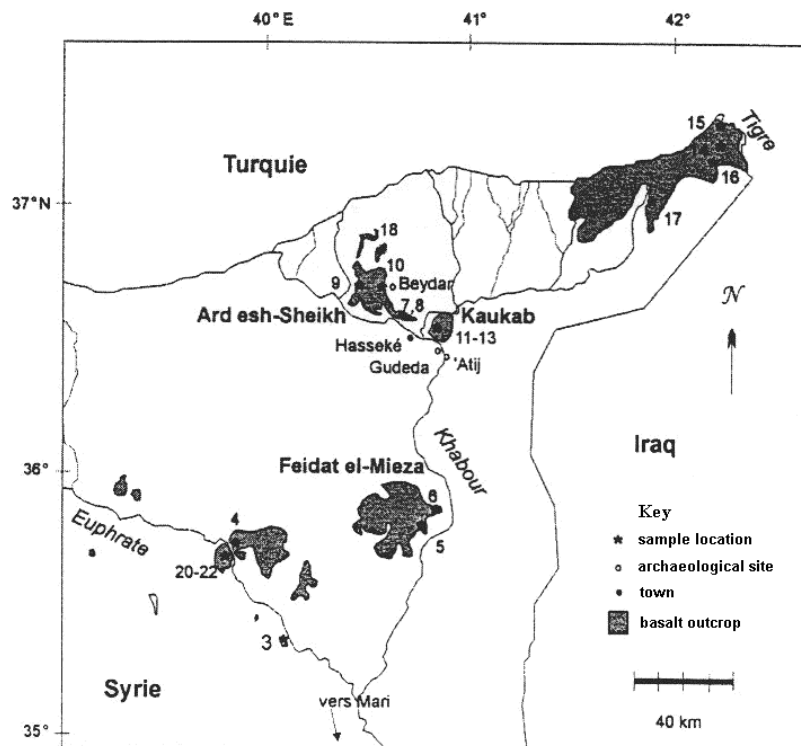 40° E
41°
42°
15
Tigre
Turquie
16
37°N
17
18
10
9
Beydar
7,8
Ard esh-Sheikh
Kaukab
11-13
N
Hasseké
Gudeda
'Atij
Khabour
Iraq
Feidat el-Mieza
36°
6
Key
4
Euphrate
5
sample location
archaeological site
20-22
town
basalt outcrop
3
Syrie
vers Mari
40 km
35°